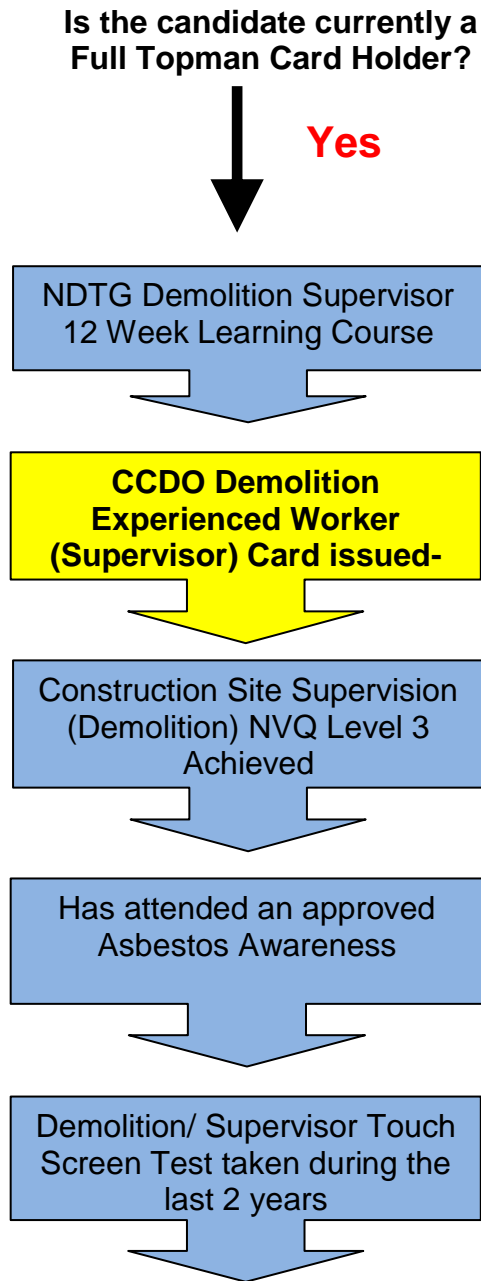 Is the candidate currently a
Full Topman Card Holder?
Yes
NDTG Demolition Supervisor
12 Week Learning Course
CCDO Demolition
Experienced Worker
(Supervisor) Card issued-
Construction Site Supervision
(Demolition) NVQ Level 3
Achieved
Has attended an approved
Asbestos Awareness
Demolition/ Supervisor Touch
Screen Test taken during the
last 2 years